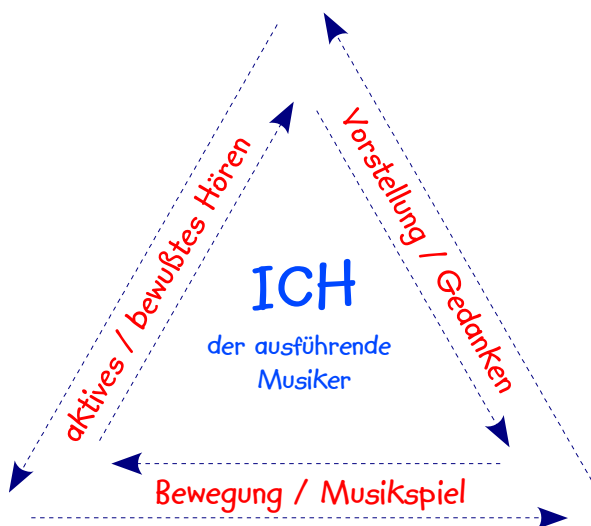 aktives / bewußtes Hören
Vorstellung / Gedanken
ICH
der ausführende
Musiker
Bewegung / Musikspiel